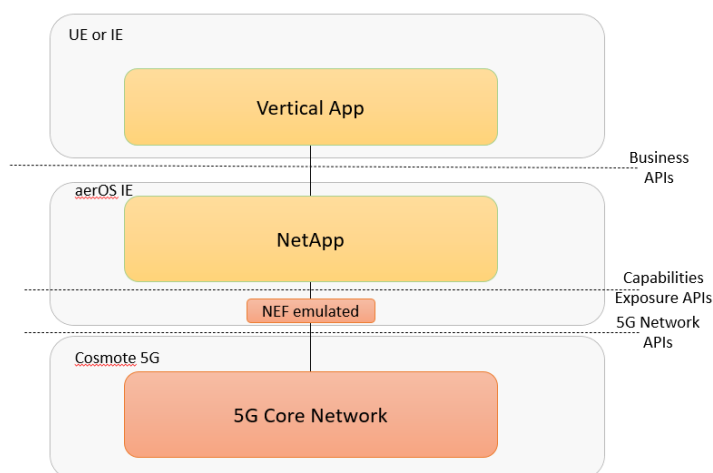 UE or IE
Vertical App
Business
APIs
aerOS IE
NetApp
Capabilities
Exposure APIs
NEF emulated
5G Network
APIs
Cosmote 5G
5G Core Network